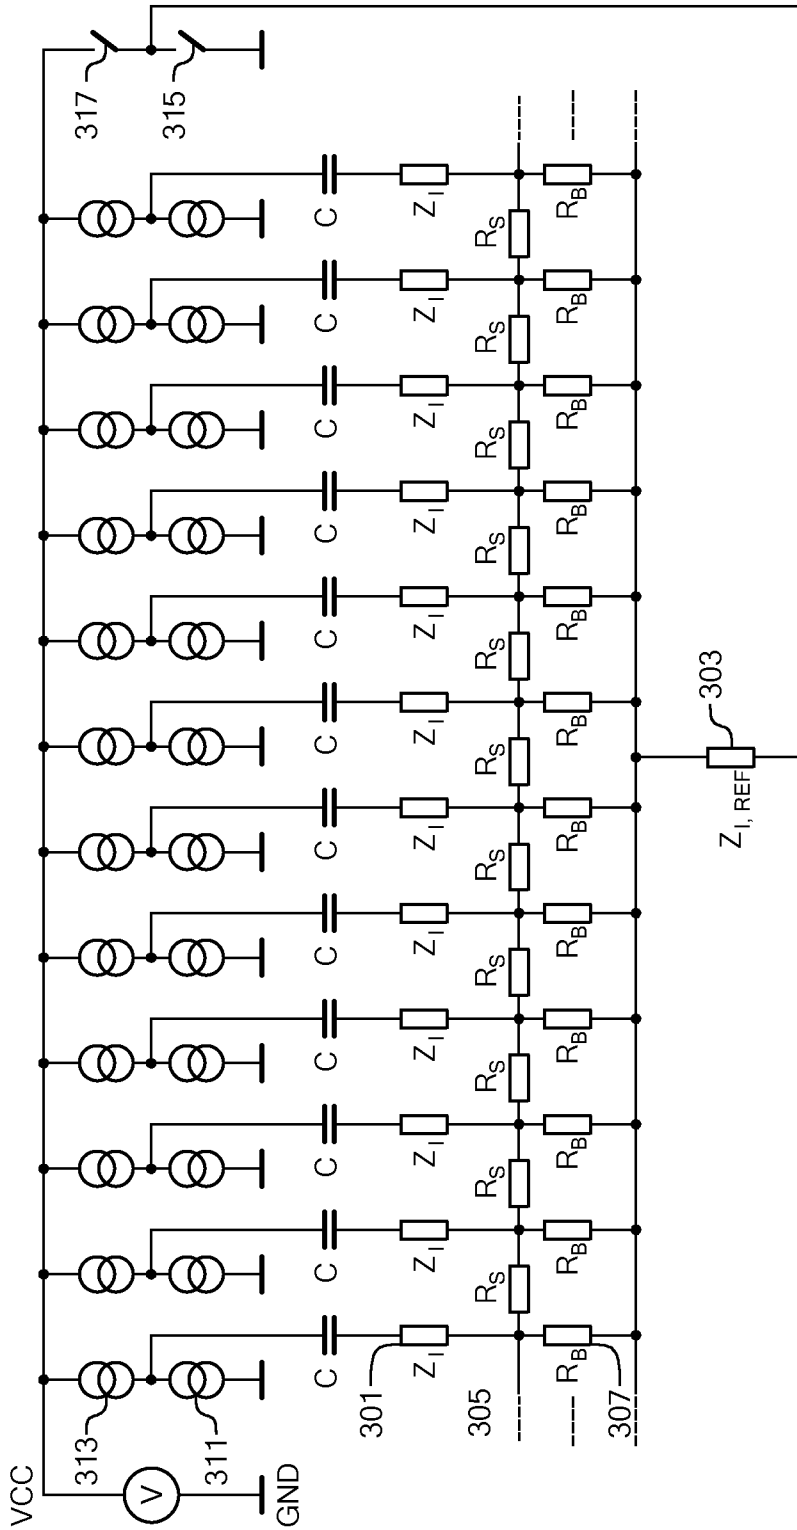 VCC
313 317
V
315
311
GND
C C C C C C C C C C C C
301
Z_I Z_I Z_I Z_I Z_I Z_I Z_I Z_I Z_I Z_I Z_I Z_I
305
R_S R_S R_S R_S R_S R_S R_S R_S R_S R_S R_S
R_B R_B R_B R_B R_B R_B R_B R_B R_B R_B R_B R_B
307
303
Z_I, REF